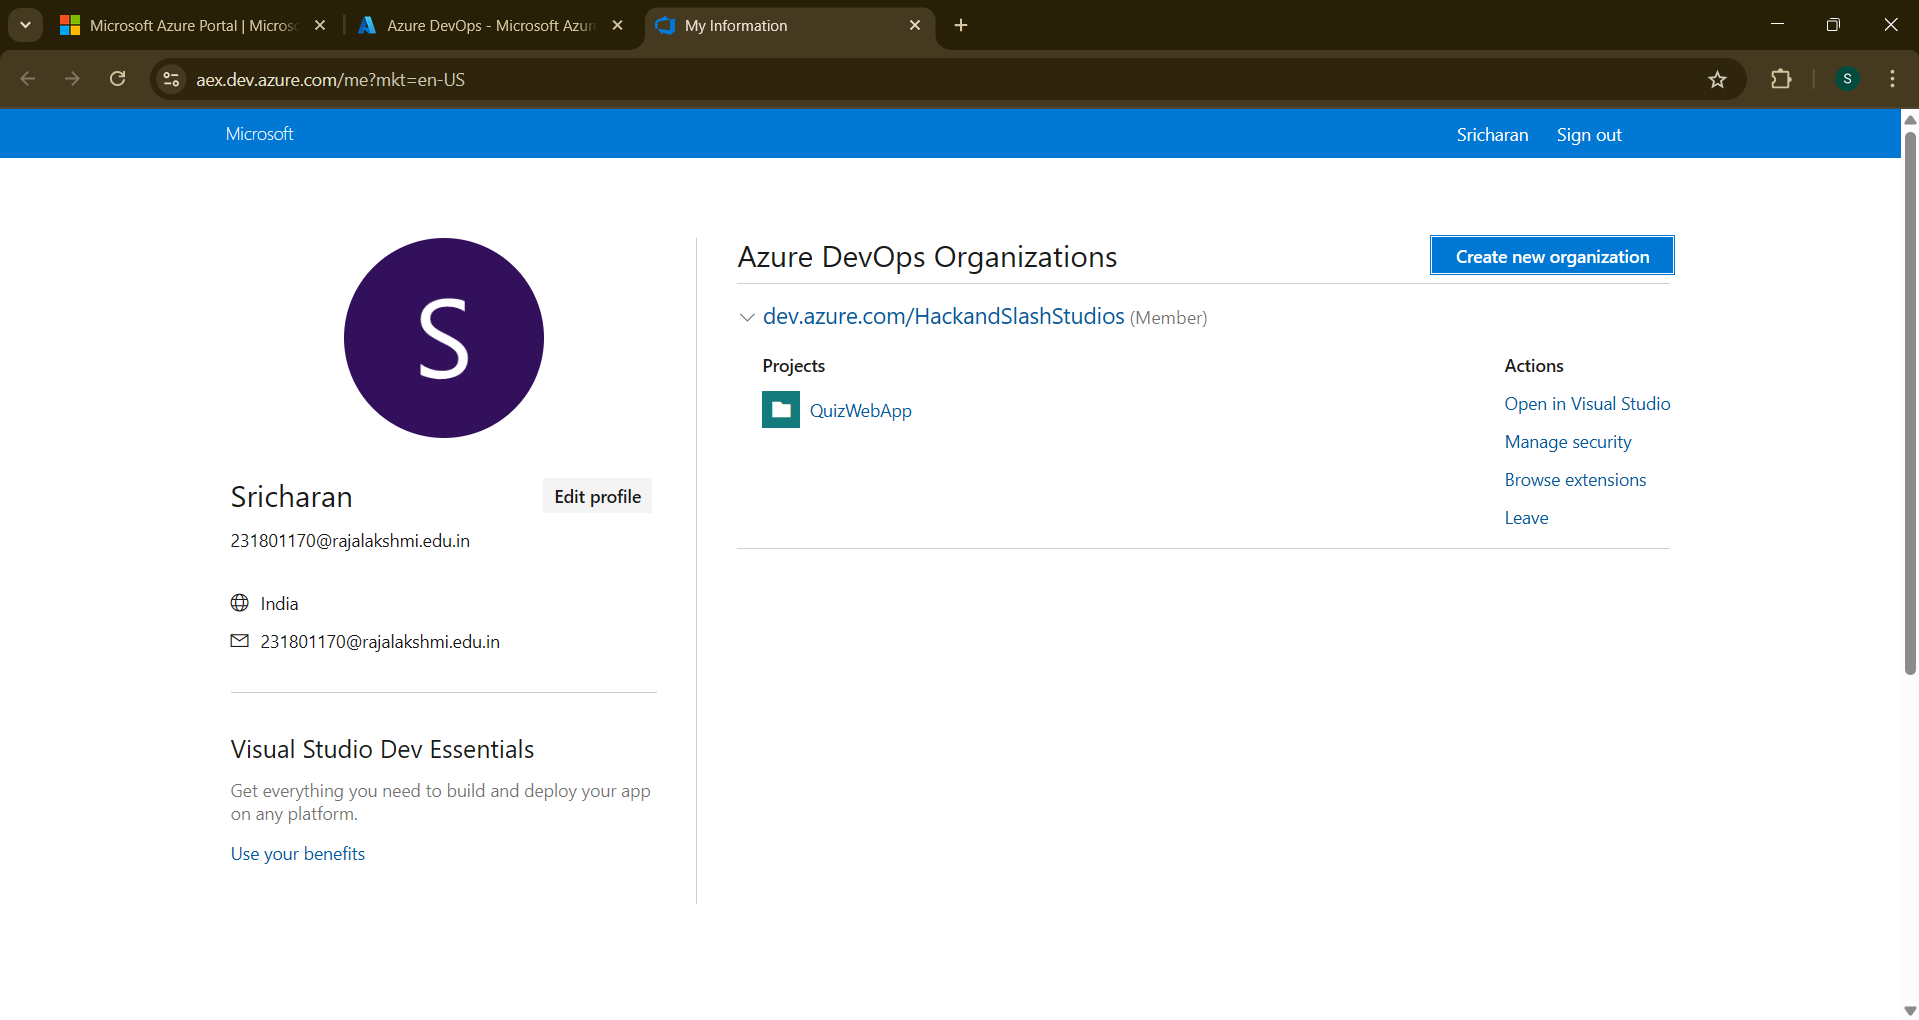 Microsoft Azure Portal | Micros
Azure DevOps - Microsoft Azur
My Information
aex.dev.azure.com/me?mkt=en-US
S
Microsoft
Sricharan
Sign out
S
Sricharan
Edit profile
231801170@rajalakshmi.edu.in
India
231801170@rajalakshmi.edu.in
Visual Studio Dev Essentials
Get everything you need to build and deploy your app
on any platform.
Use your benefits
Azure DevOps Organizations
Create new organization
dev.azure.com/HackandSlashStudios (Member)
Projects
QuizWebApp
Actions
Open in Visual Studio
Manage security
Browse extensions
Leave